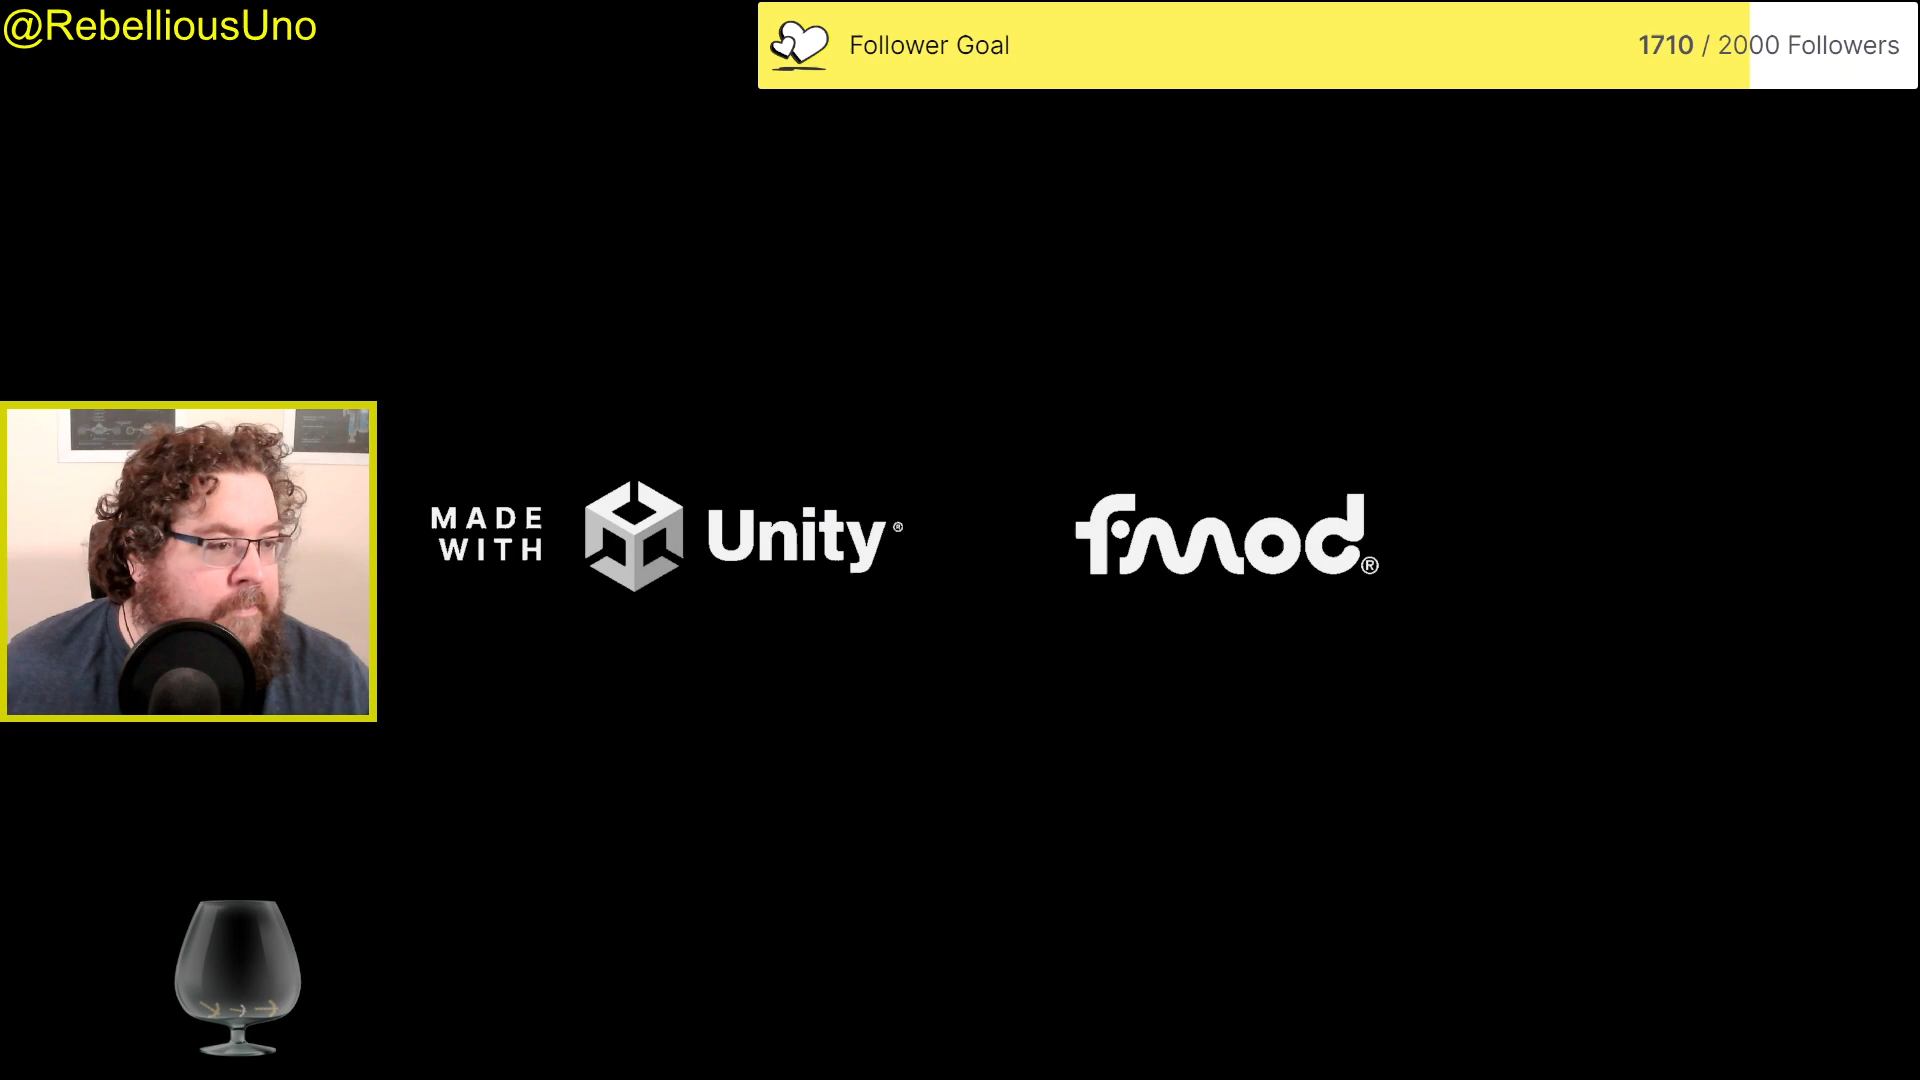 @RebelliousUno
Follower Goal
1710 / 2000 Followers
MADE
WITH
Unity®
fmod®